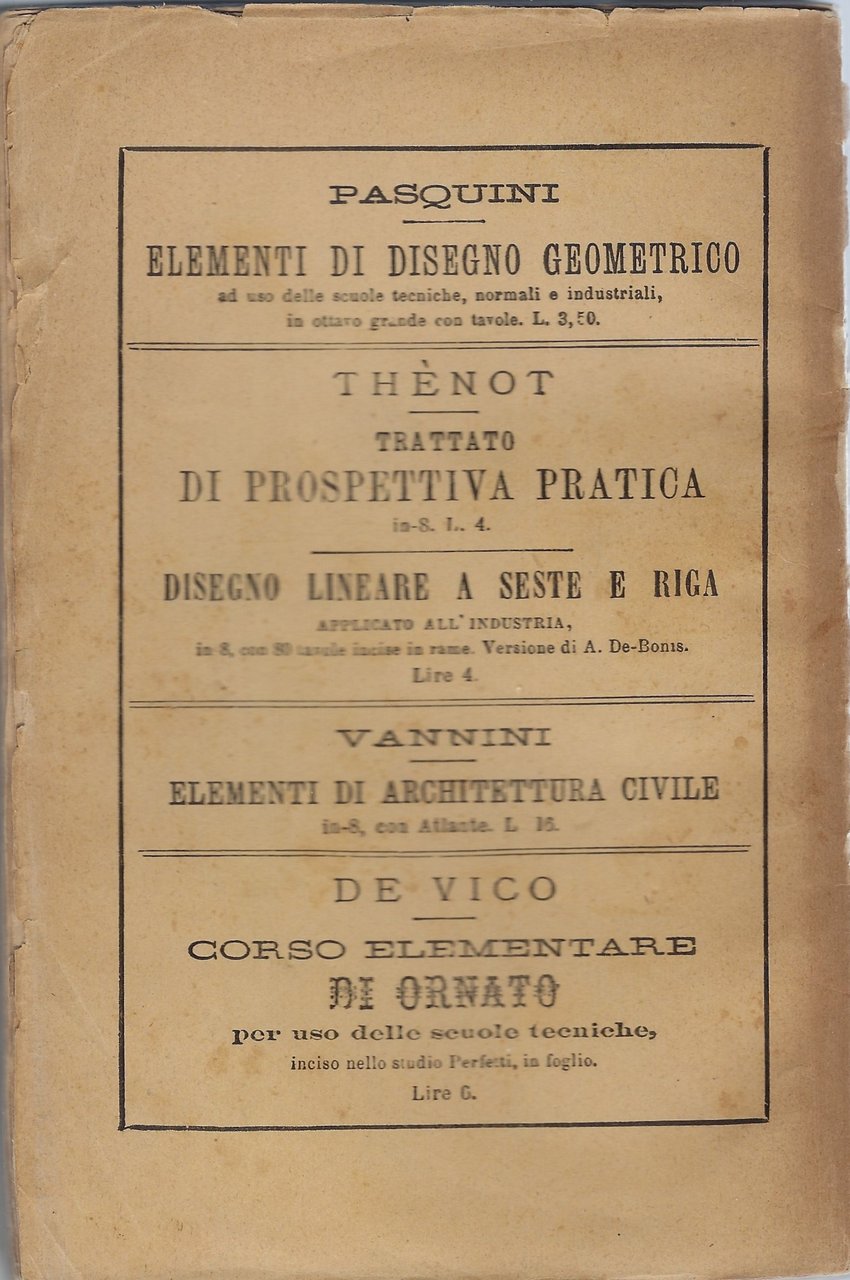 PASQUINI
ELEMENTI DI DISEGNO GEOMETRICO
ad uso delle scuole tecniche, normali e industriali,
in ottavo grande con tavole. L. 3,50.
THÈNOT
TRATTATO
DI PROSPETTIVA PRATICA
in-8. L. 4.
DISEGNO LINEARE A SESTE E RIGA
APPLICATO ALL'INDUSTRIA,
in 8, con 80 tavole incise in rame. Versione di A. De-Bonis.
Lire 4.
VANNINI
ELEMENTI DI ARCHITETTURA CIVILE
in-8, con Atlante. L 16.
DE VICO
CORSO ELEMENTARE
DI ORNATO
per uso delle scuole tecniche,
inciso nello studio Perfetti, in foglio.
Lire 6.